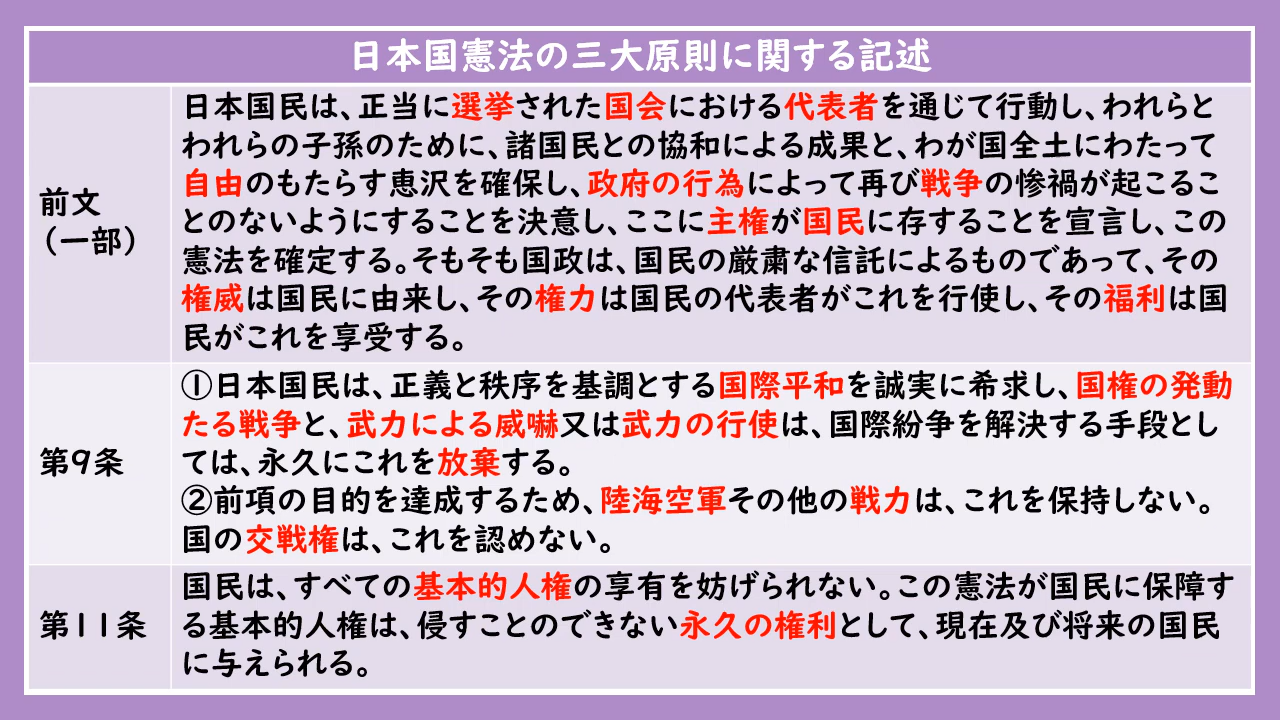 日本国憲法の三大原則に関する記述
前文
（一部）
日本国民は、正当に選挙された国会における代表者を通じて行動し、われらと
われらの子孫のために、諸国民との協和による成果と、わが国全土にわたって
自由のもたらす恵沢を確保し、政府の行為によって再び戦争の惨禍が起こるこ
とのないようにすることを決意し、ここに主権が国民に存することを宣言し、この
憲法を確定する。そもそも国政は、国民の厳粛な信託によるものであって、その
権威は国民に由来し、その権力は国民の代表者がこれを行使し、その福利は国
民がこれを享受する。
第9条
①日本国民は、正義と秩序を基調とする国際平和を誠実に希求し、国権の発動
たる戦争と、武力による威嚇又は武力の行使は、国際紛争を解決する手段とし
ては、永久にこれを放棄する。
②前項の目的を達成するため、陸海空軍その他の戦力は、これを保持しない。
国の交戦権は、これを認めない。
第11条
国民は、すべての基本的人権の享有を妨げられない。この憲法が国民に保障す
る基本的人権は、侵すことのできない永久の権利として、現在及び将来の国民
に与えられる。